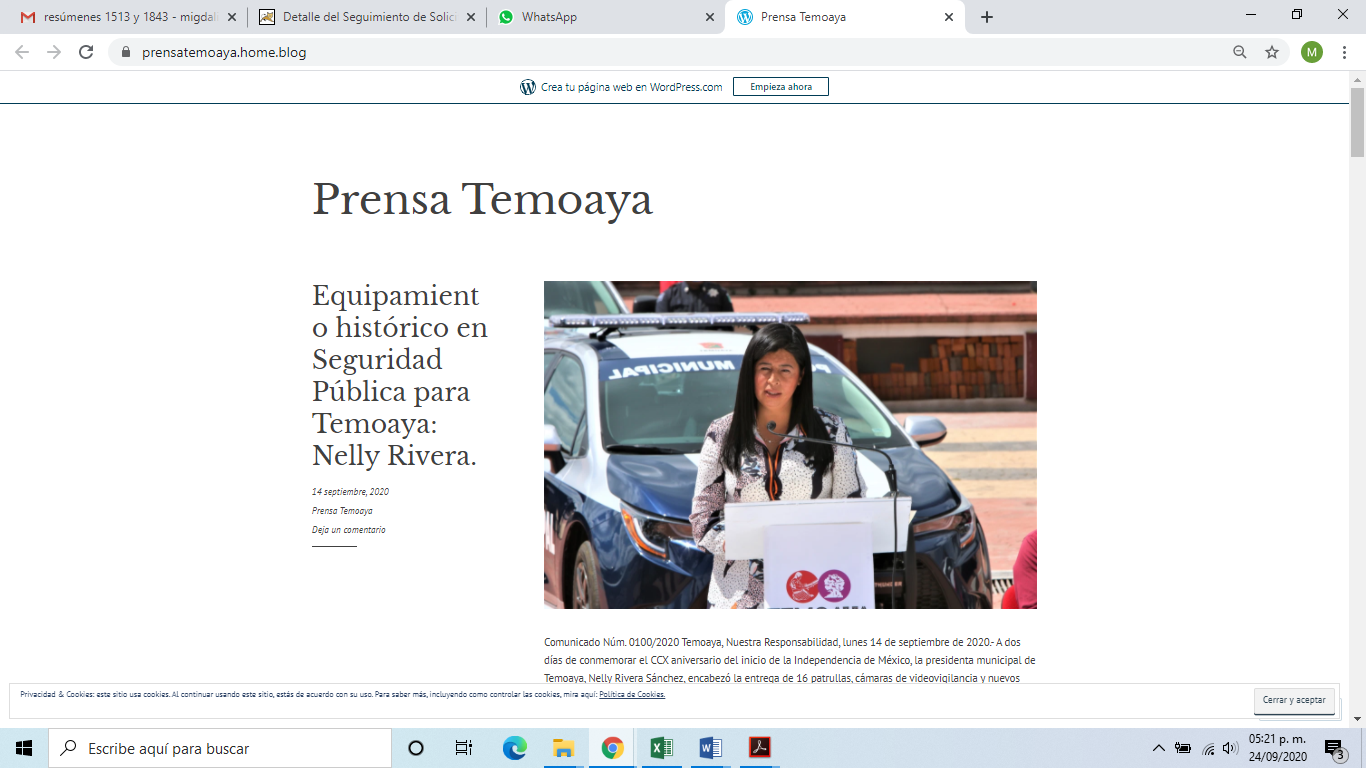 resúmenes 1513 y 1843 - migdal
Detalle del Seguimiento de Solici
WhatsApp
Prensa Temoaya
prensatemoaya.home.blog
M
Crea tu página web en WordPress.com
Empieza ahora
Prensa Temoaya
Equipamient
o histórico en
Seguridad
Pública para
Temoaya:
Nelly Rivera.
14 septiembre, 2020
Prensa Temoaya
Deja un comentario
MUNICIPAL
Comunicado Núm. 0100/2020 Temoaya, Nuestra Responsabilidad, lunes 14 de septiembre de 2020.- A dos
días de conmemorar el CCX aniversario del inicio de la Independencia de México, la presidenta municipal de
Temoaya, Nelly Rivera Sánchez, encabezó la entrega de 16 patrullas, cámaras de videovigilancia y nuevos
Privacidad & Cookies: este sitio usa cookies. Al continuar usando este sitio, estás de acuerdo con su uso. Para saber más, incluyendo como controlar las cookies, mira aquí: Política de Cookies.
Cerrar y aceptar
Escribe aquí para buscar
05:21 p. m.
24/09/2020
3